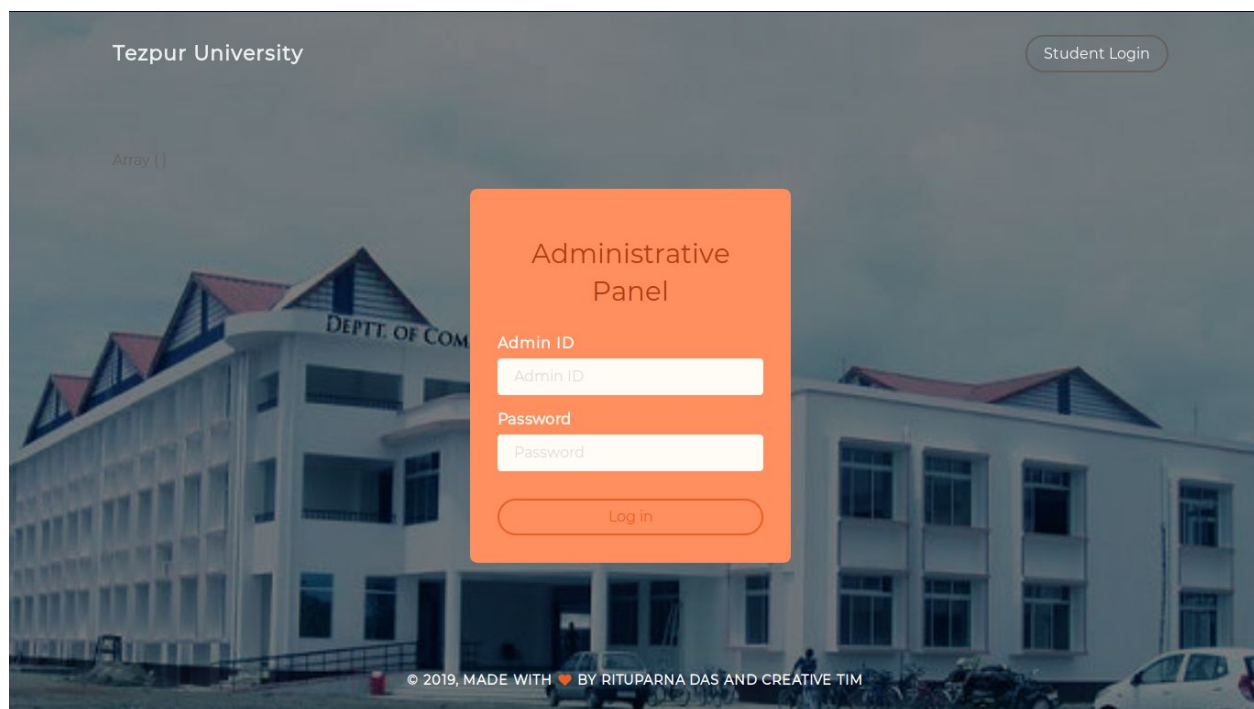 Tezpur University
Student Login
Array ( )
Administrative
Panel
DEPTT. OF COM
Admin ID
Admin ID
Password
Password
Log in
© 2019, MADE WITH ❤ BY RITUPARNA DAS AND CREATIVE TIM